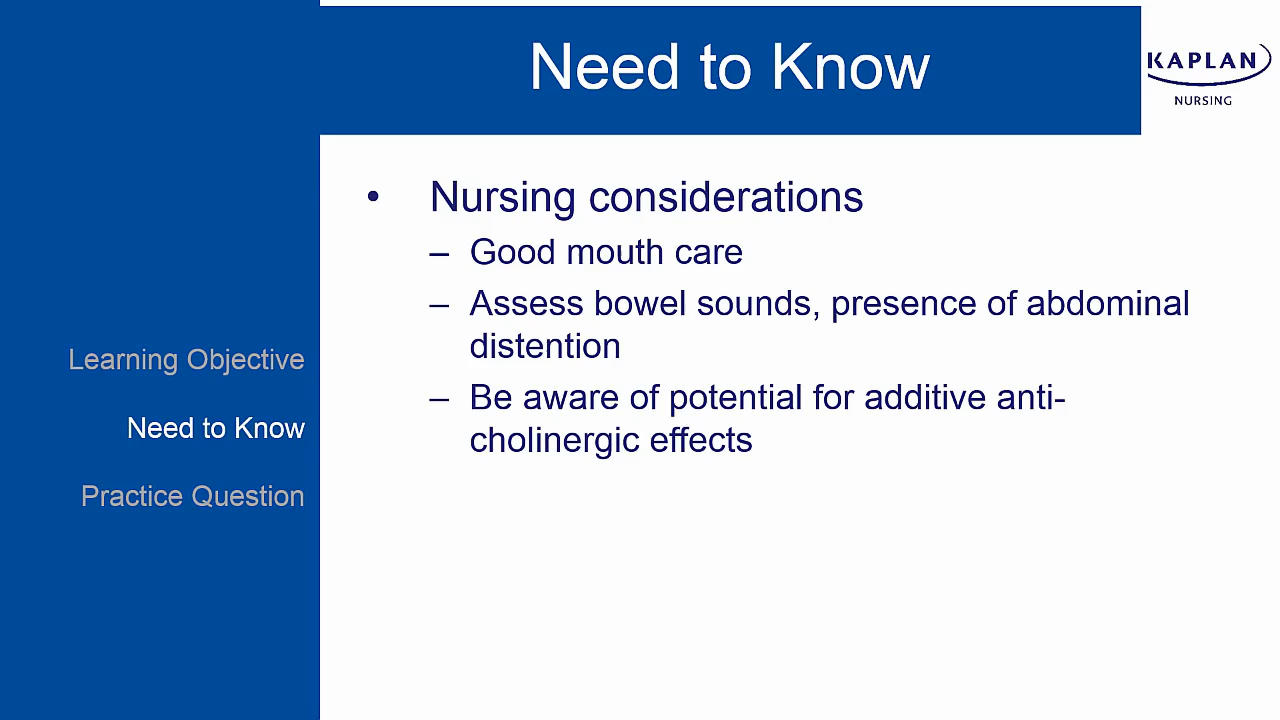 Need to Know
KAPLAN
NURSING
• Nursing considerations
– Good mouth care
– Assess bowel sounds, presence of abdominal
distention
– Be aware of potential for additive anti-
cholinergic effects
Learning Objective
Need to Know
Practice Question